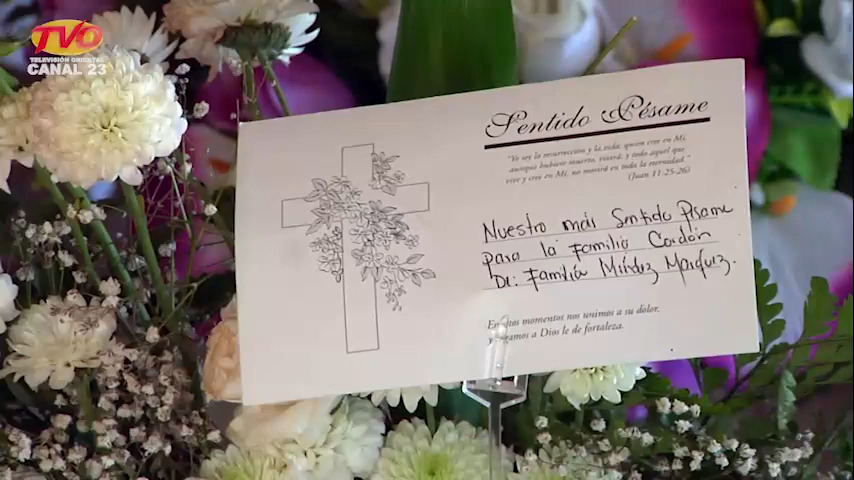 TVO
TELEVISIÓN ORIENTAL
CANAL 23
Sentido Pésame
"Yo soy la resurrección y la vida; quien cree en Mí,
aunque hubiere muerto, vivirá; y todo aquel que
vive y cree en Mí, no morirá en toda la eternidad."
(Juan 11:25-26)
Nuestro más Sentido Pésame
para la Familia Cordón
De: Familia Méndez Márquez.
En estos momentos nos unimos a su dolor,
y rogamos a Dios le de fortaleza.